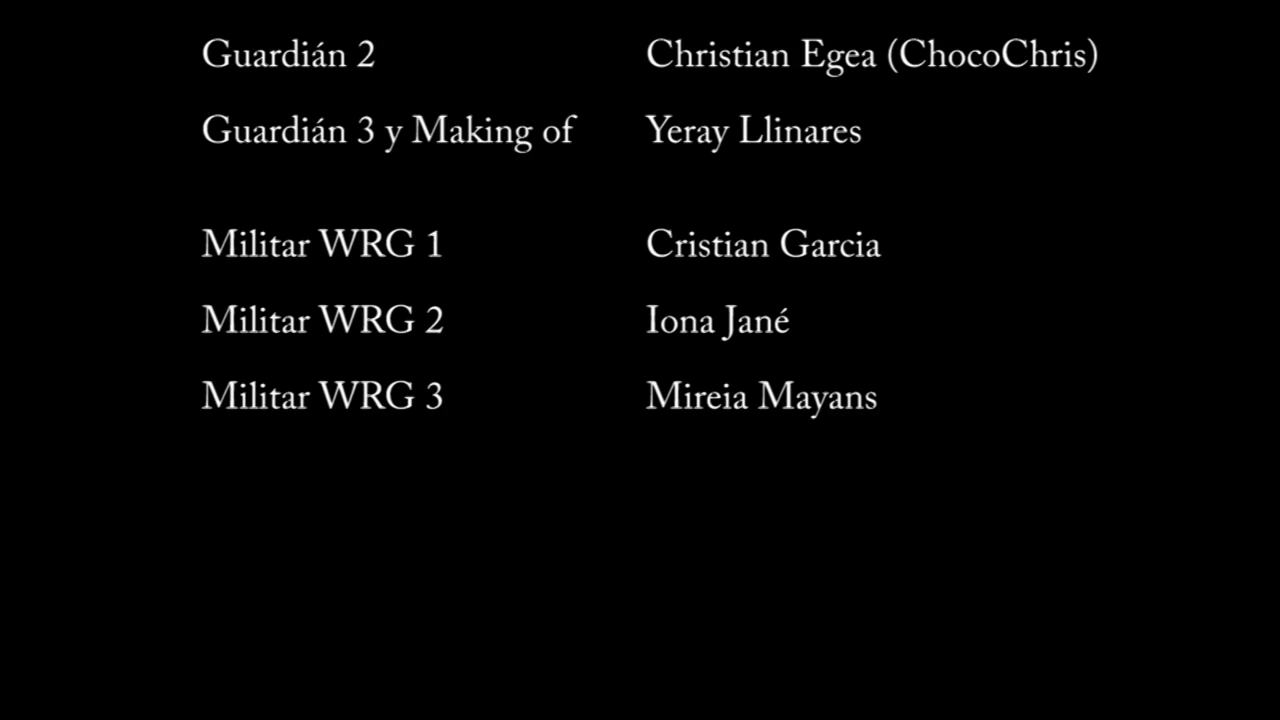 Guardián 2 Christian Egea (ChocoChris)
Guardián 3 y Making of Yeray Llinares
Militar WRG 1 Cristian Garcia
Militar WRG 2 Iona Jané
Militar WRG 3 Mireia Mayans